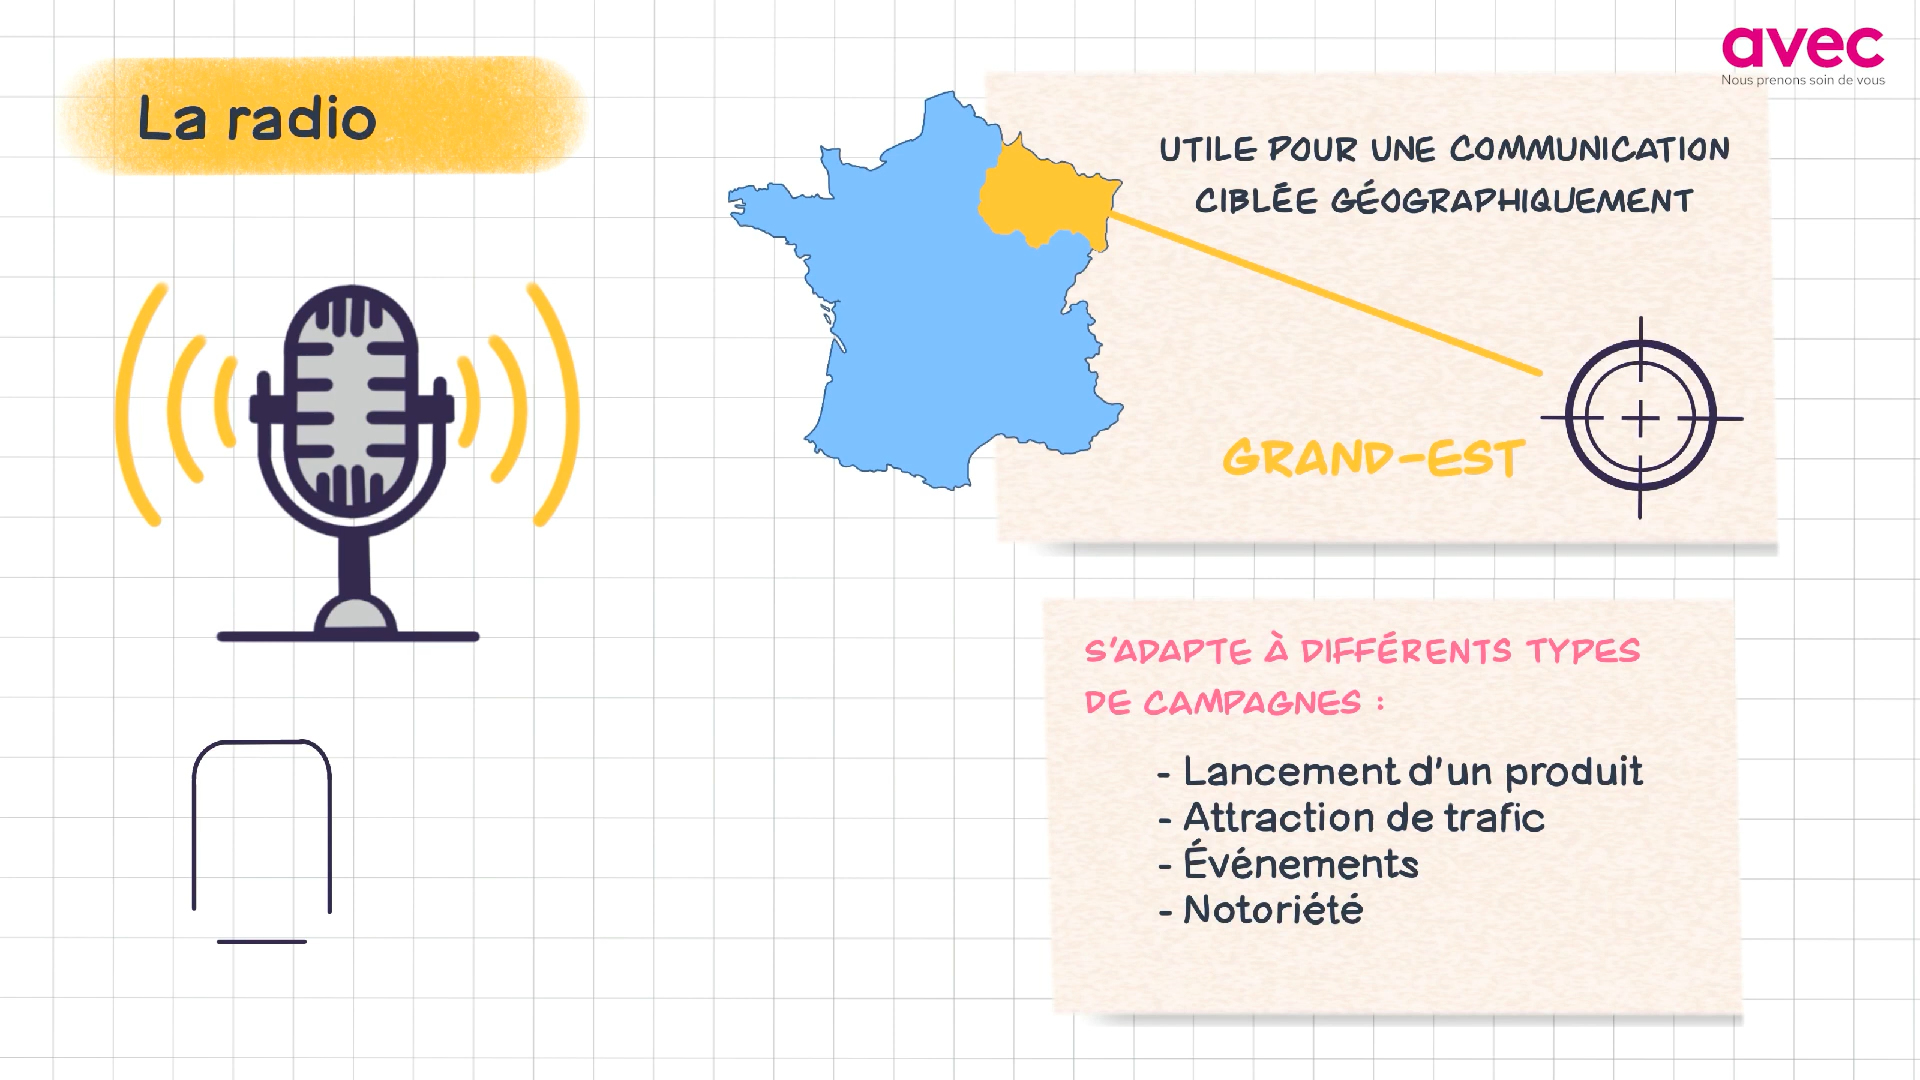 La radio
avec
Nous prenons soin de vous
UTILE POUR UNE COMMUNICATION
CIBLÉE GÉOGRAPHIQUEMENT
GRAND-EST
S'ADAPTE À DIFFÉRENTS TYPES
DE CAMPAGNES :
- Lancement d'un produit
- Attraction de trafic
- Événements
- Notoriété